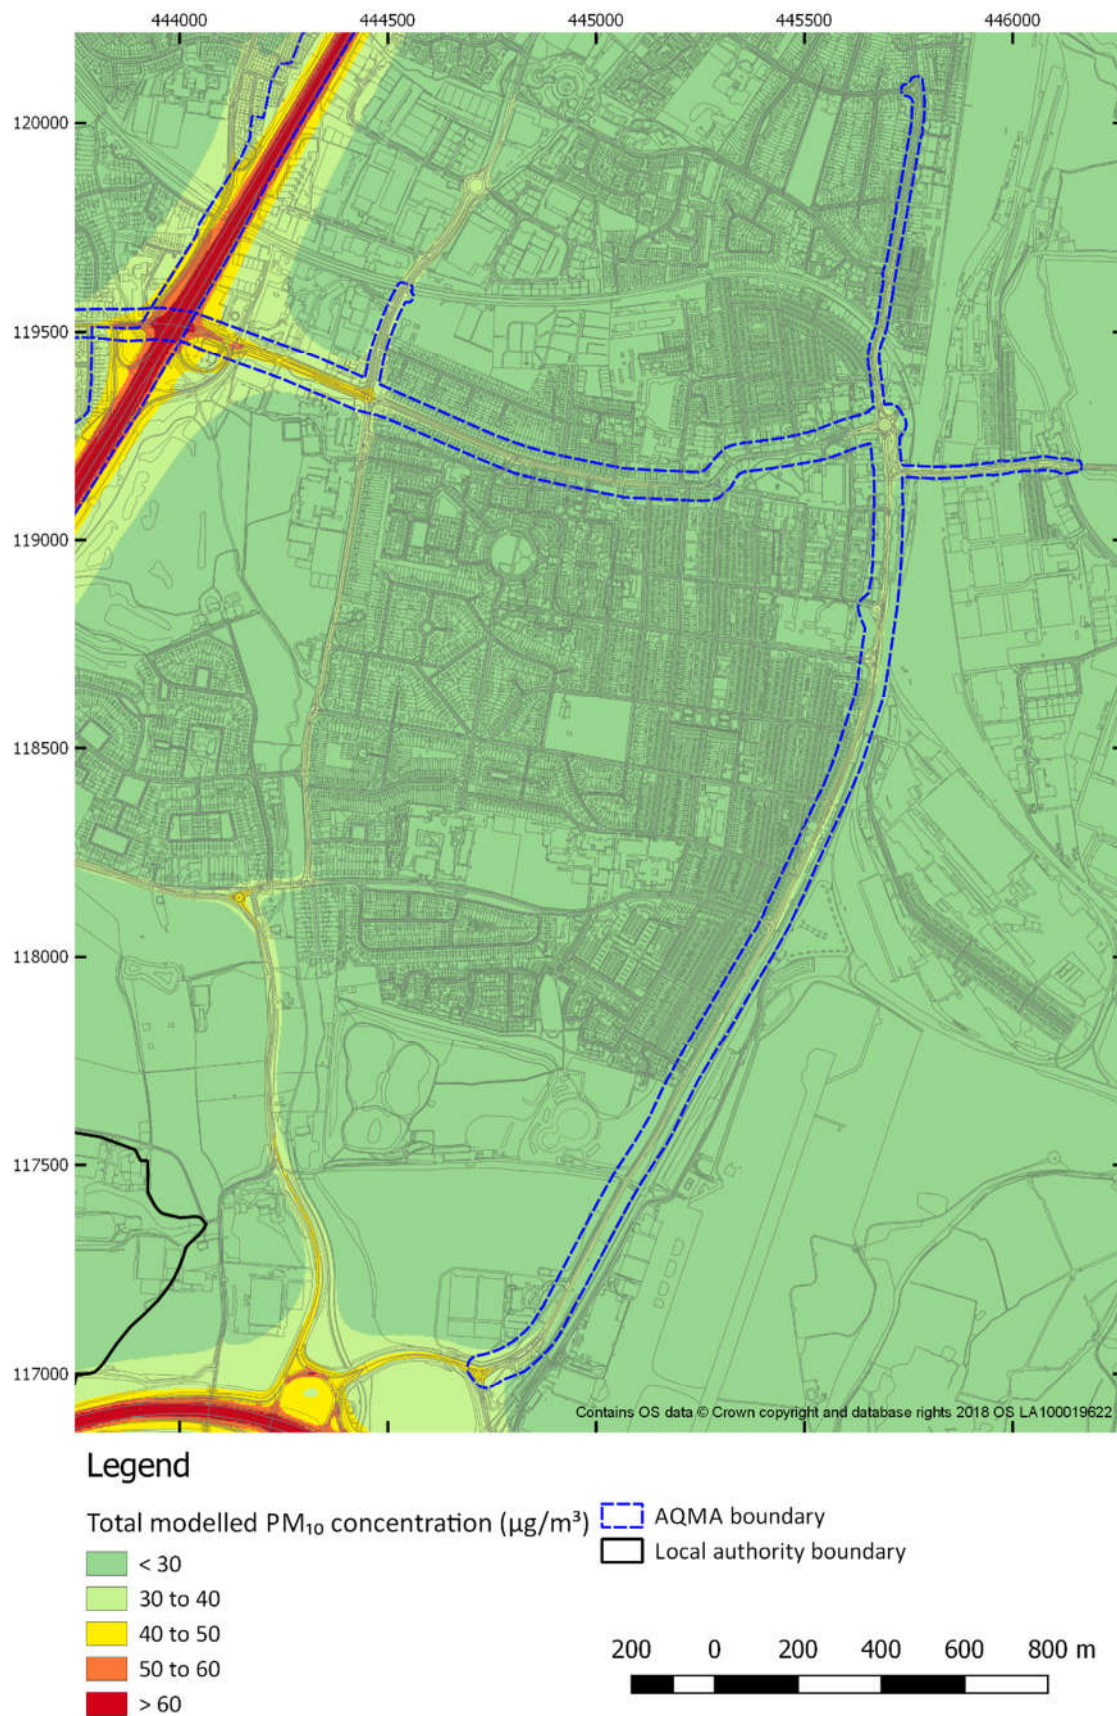 444000 444500 445000 445500 446000
120000
119500
119000
118500
118000
117500
117000
Contains OS data © Crown copyright and database rights 2018 OS LA100019622
Legend
Total modelled PM₁₀ concentration (µg/m³)
< 30
30 to 40
40 to 50
50 to 60
> 60
AQMA boundary
Local authority boundary
200 0 200 400 600 800 m